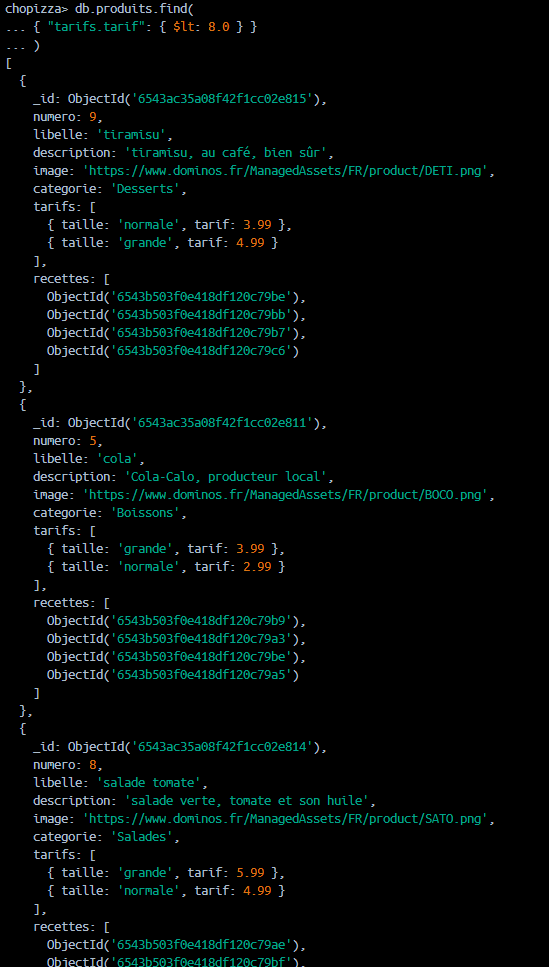 chopizza> db.produits.find(
... { "tarifs.tarif": { $lt: 8.0 } }
... )
[
  {
    _id: ObjectId('6543ac35a08f42f1cc02e815'),
    numero: 9,
    libelle: 'tiramisu',
    description: 'tiramisu, au café, bien sûr',
    image: 'https://www.dominos.fr/ManagedAssets/FR/product/DETI.png',
    categorie: 'Desserts',
    tarifs: [
      { taille: 'normale', tarif: 3.99 },
      { taille: 'grande', tarif: 4.99 }
    ],
    recettes: [
      ObjectId('6543b503f0e418df120c79be'),
      ObjectId('6543b503f0e418df120c79bb'),
      ObjectId('6543b503f0e418df120c79b7'),
      ObjectId('6543b503f0e418df120c79c6')
    ]
  },
  {
    _id: ObjectId('6543ac35a08f42f1cc02e811'),
    numero: 5,
    libelle: 'cola',
    description: 'Cola-Calo, producteur local',
    image: 'https://www.dominos.fr/ManagedAssets/FR/product/BOCO.png',
    categorie: 'Boissons',
    tarifs: [
      { taille: 'grande', tarif: 3.99 },
      { taille: 'normale', tarif: 2.99 }
    ],
    recettes: [
      ObjectId('6543b503f0e418df120c79b9'),
      ObjectId('6543b503f0e418df120c79a3'),
      ObjectId('6543b503f0e418df120c79be'),
      ObjectId('6543b503f0e418df120c79a5')
    ]
  },
  {
    _id: ObjectId('6543ac35a08f42f1cc02e814'),
    numero: 8,
    libelle: 'salade tomate',
    description: 'salade verte, tomate et son huile',
    image: 'https://www.dominos.fr/ManagedAssets/FR/product/SATO.png',
    categorie: 'Salades',
    tarifs: [
      { taille: 'grande', tarif: 5.99 },
      { taille: 'normale', tarif: 4.99 }
    ],
    recettes: [
      ObjectId('6543b503f0e418df120c79ae'),
      ObjectId('6543b503f0e418df120c79bf'),